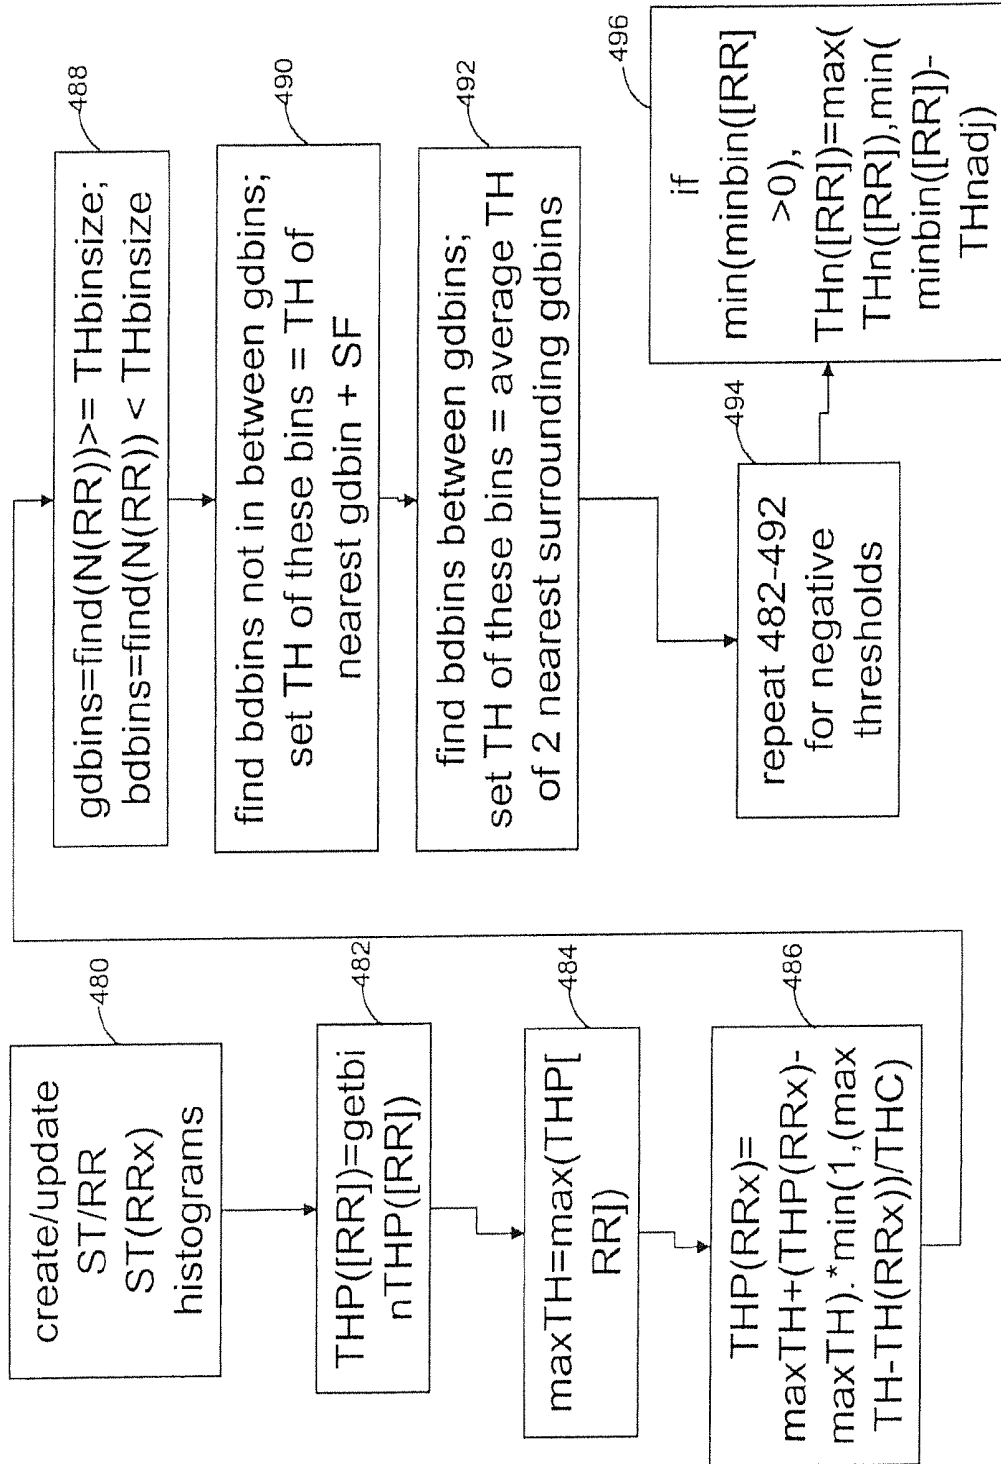 create/update
ST/RR
ST(RRx)
histograms
480
THP([RR])=getbi
nTHP([RR])
482
maxTH=max(THP[
RR])
484
THP(RRx)=
maxTH+(THP(RRx)-
maxTH).*min(1,(max
TH-TH(RRx))/THC)
486
gdbins=find(N(RR))>= THbinsize;
bdbins=find(N(RR)) < THbinsize
488
find bdbins not in between gdbins;
set TH of these bins = TH of
nearest gdbin + SF
490
find bdbins between gdbins;
set TH of these bins = average TH
of 2 nearest surrounding gdbins
492
repeat 482-492
for negative
thresholds
494
if
min(minbin([RR]
>0),
THn([RR])=max(
THn([RR]),min(
minbin([RR])-
THnadj)
496